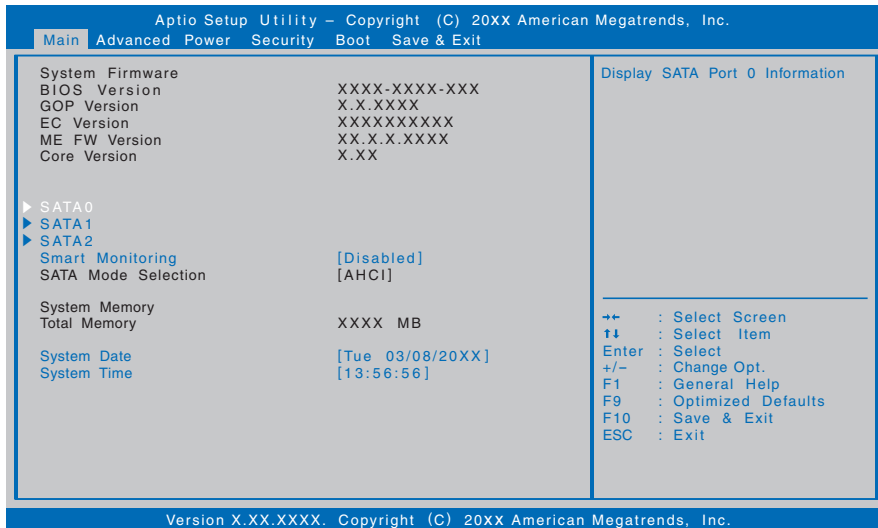 Aptio Setup Utility – Copyright (C) 20xx American Megatrends, Inc.
Main Advanced Power Security Boot Save & Exit
System Firmware
BIOS Version XXXX-XXXX-XXX
GOP Version X.X.XXXX
EC Version XXXXXXXXXX
ME FW Version XX.X.X.XXXX
Core Version X.XX
SATA0
SATA1
SATA2
Smart Monitoring [Disabled]
SATA Mode Selection [AHCI]
System Memory
Total Memory XXXX MB
System Date [Tue 03/08/20XX]
System Time [13:56:56]
Display SATA Port 0 Information
→← : Select Screen
↑↓ : Select Item
Enter : Select
+/– : Change Opt.
F1 : General Help
F9 : Optimized Defaults
F10 : Save & Exit
ESC : Exit
Version X.XX.XXXX. Copyright (C) 20xx American Megatrends, Inc.